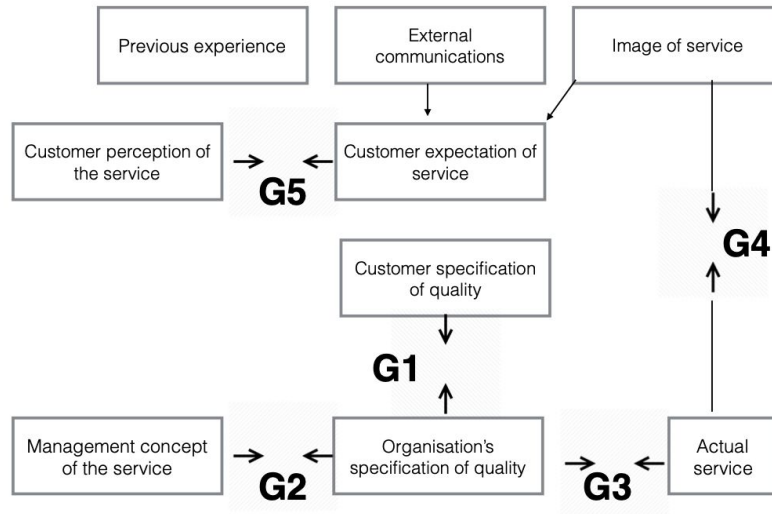 Previous experience
External
communications
Image of service
Customer perception of
the service
Customer expectation of
service
G5
G4
Customer specification
of quality
G1
Management concept
of the service
Organisation's
specification of quality
Actual
service
G2
G3